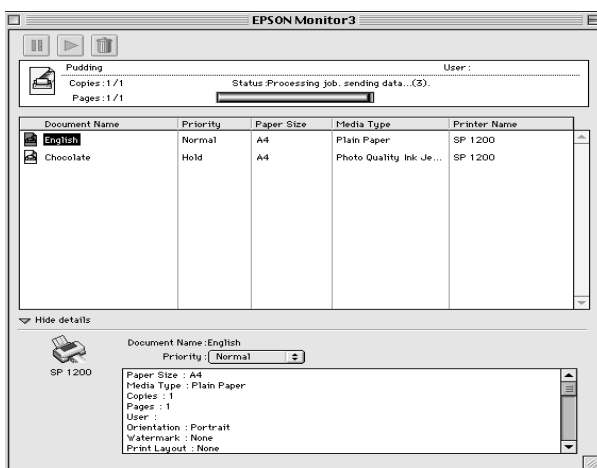 EPSON Monitor3
Pudding User :
Copies : 1/1 Status :Processing job. sending data...(3).
Pages : 1/1
Document Name Priority Paper Size Media Type Printer Name
English Normal A4 Plain Paper SP 1200
Chocolate Hold A4 Photo Quality Ink Je... SP 1200
Hide details
Document Name :English
Priority : Normal
SP 1200
Paper Size : A4
Media Type : Plain Paper
Copies : 1
Pages : 1
User :
Orientation : Portrait
Watermark : None
Print Layout : None